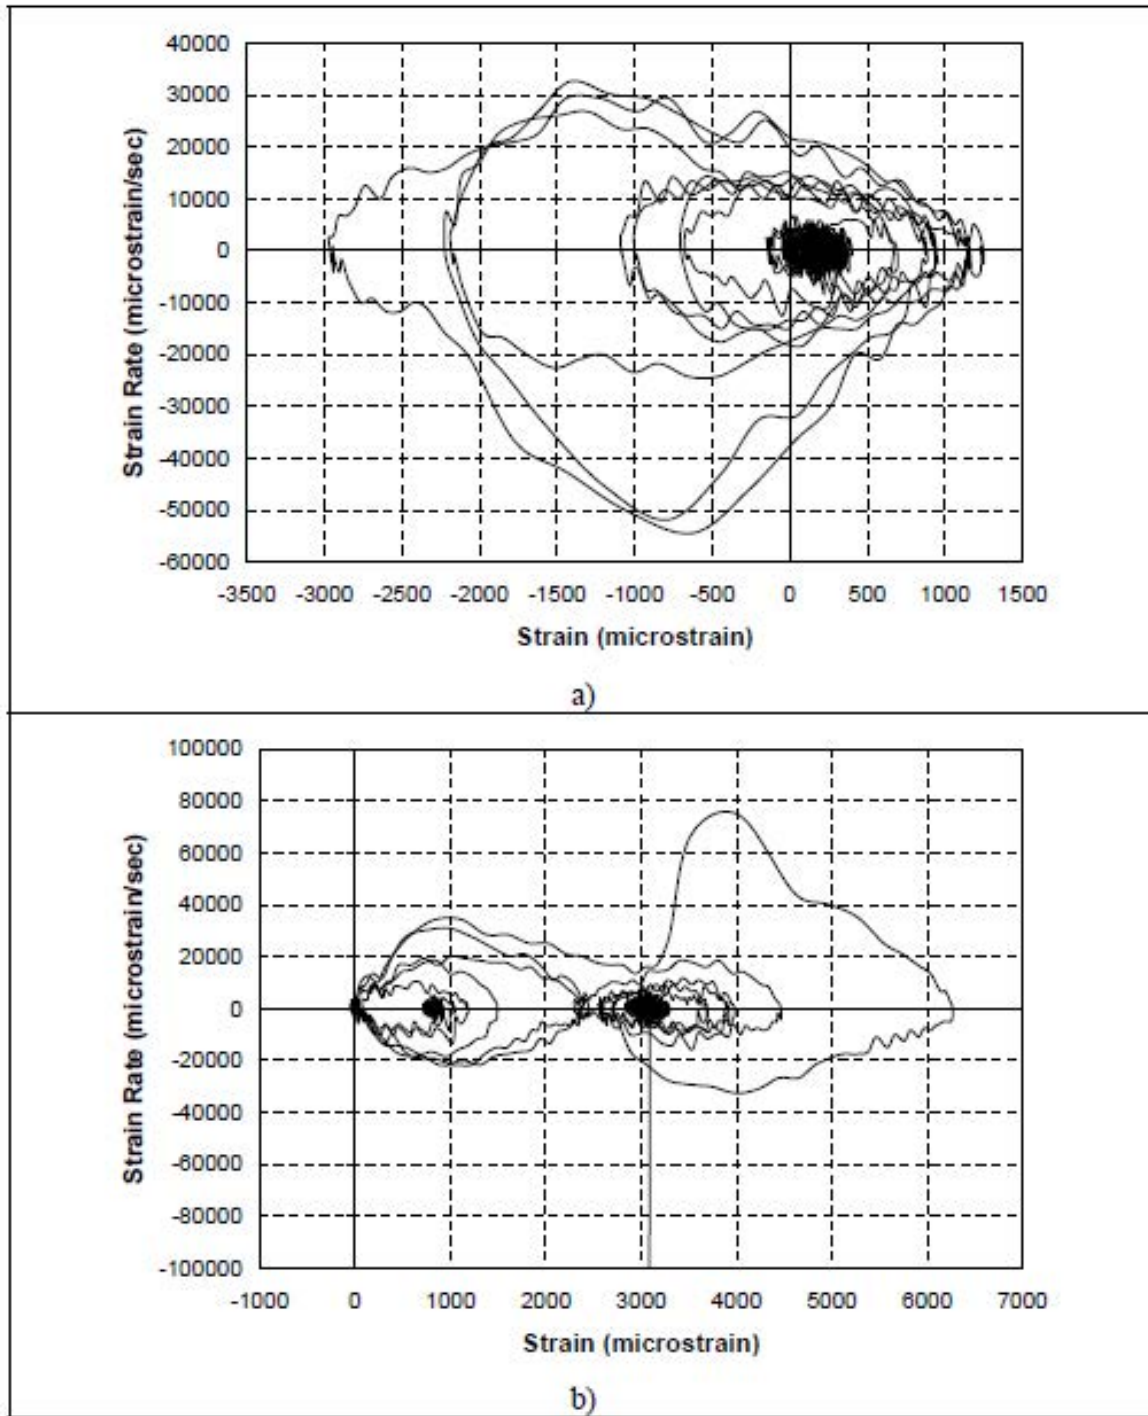 40000
30000
20000
10000
0
-10000
-20000
-30000
-40000
-50000
-60000
Strain Rate (microstrain/sec)
-3500 -3000 -2500 -2000 -1500 -1000 -500 0 500 1000 1500
Strain (microstrain)
a)
100000
80000
60000
40000
20000
0
-20000
-40000
-60000
-80000
-100000
Strain Rate (microstrain/sec)
-1000 0 1000 2000 3000 4000 5000 6000 7000
Strain (microstrain)
b)